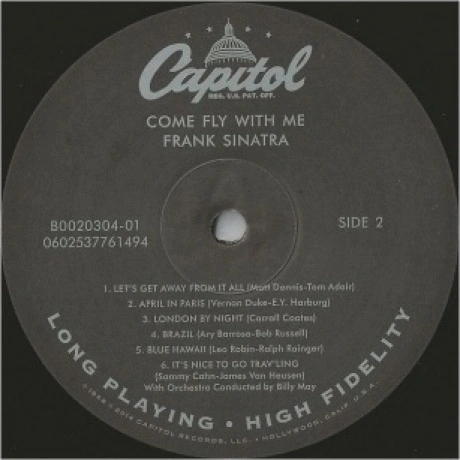 Capitol
REG. U.S. PAT. OFF.
COME FLY WITH ME
FRANK SINATRA
B0020304-01
0602537761494
SIDE 2
1. LET'S GET AWAY FROM IT ALL (Matt Dennis-Tom Adair)
2. APRIL IN PARIS (Vernon Duke-E.Y. Harburg)
3. LONDON BY NIGHT (Carroll Coates)
4. BRAZIL (Ary Barroso-Bob Russell)
5. BLUE HAWAII (Leo Robin-Ralph Rainger)
6. IT'S NICE TO GO TRAV'LING
(Sammy Cahn-James Van Heusen)
With Orchestra Conducted by Billy May
LONG PLAYING • HIGH FIDELITY
2014 CAPITOL RECORDS, LLC. • HOLLYWOOD, CALIF. U.S.A.